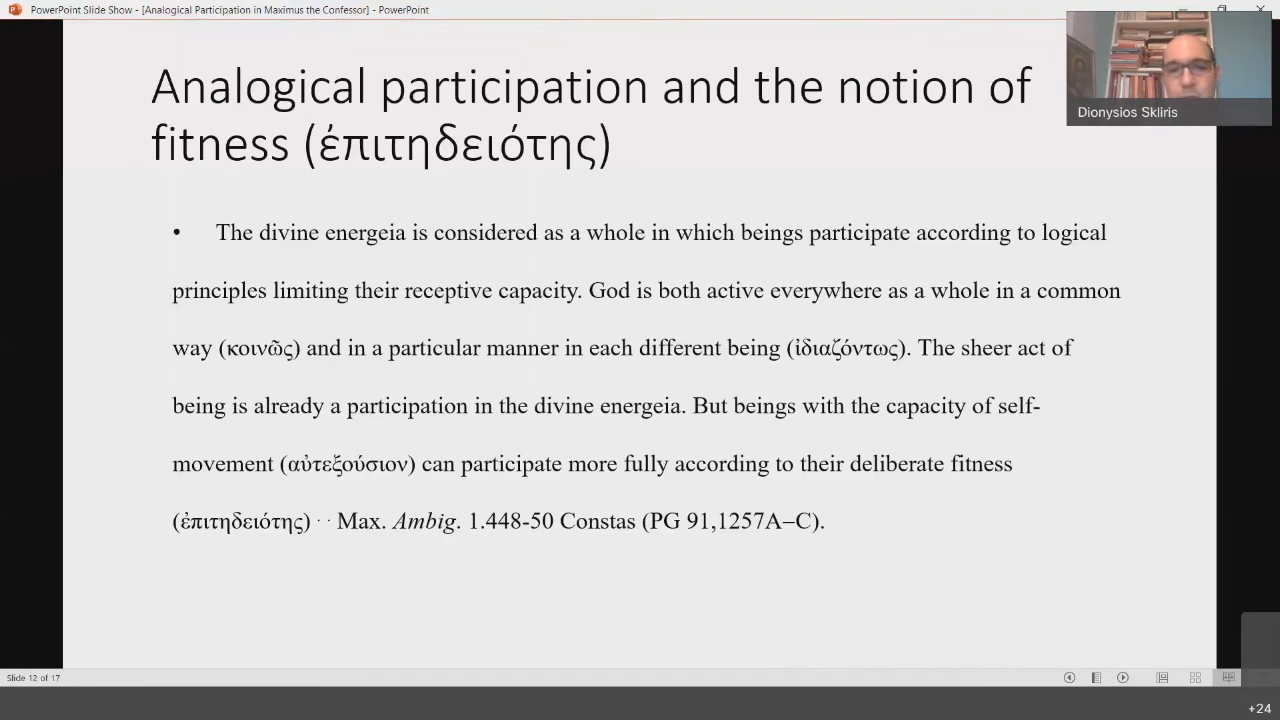 PowerPoint Slide Show - [Analogical Participation in Maximus the Confessor] - PowerPoint
Analogical participation and the notion of
fitness (ἐπιτηδειότης)
Dionysios Skliris
• The divine energeia is considered as a whole in which beings participate according to logical
principles limiting their receptive capacity. God is both active everywhere as a whole in a common
way (κοινῶς) and in a particular manner in each different being (ἰδιαζόντως). The sheer act of
being is already a participation in the divine energeia. But beings with the capacity of self-
movement (αὐτεξούσιον) can participate more fully according to their deliberate fitness
(ἐπιτηδειότης) · · Max. Ambig. 1.448-50 Constas (PG 91,1257A–C).
Slide 12 of 17
+24